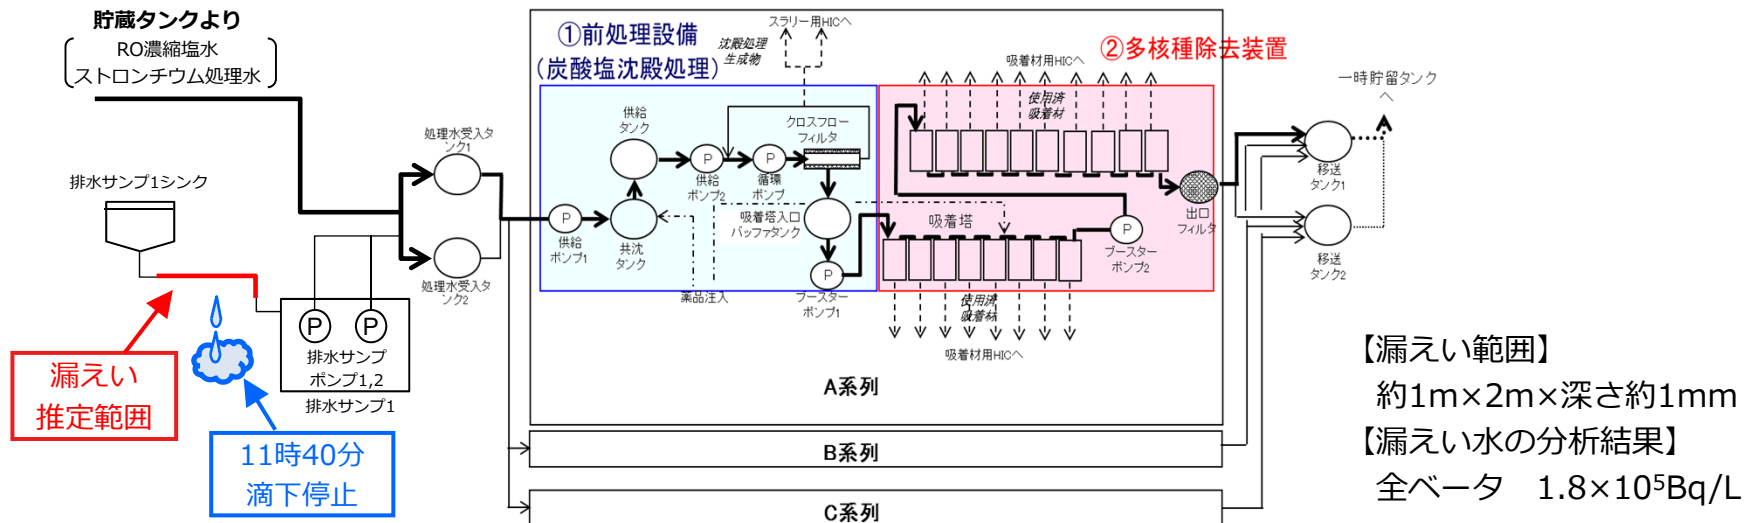 貯蔵タンクより
RO濃縮塩水
ストロンチウム処理水
排水サンプ1シンク
漏えい
推定範囲
11時40分
滴下停止
P
P
排水サンプ
ポンプ1,2
排水サンプ1
処理水受入タ
ンク1
処理水受入タ
ンク2
①前処理設備
(炭酸塩沈殿処理)
スラリー用HICへ
沈殿処理
生成物
供給
タンク
クロスフロー
フィルタ
P
供給
ポンプ2
P
循環
ポンプ
P
供給
ポンプ1
共沈
タンク
吸着塔入口
バッファタンク
薬品注入
P
ブースター
ポンプ1
②多核種除去装置
吸着材用HICへ
使用済
吸着材
吸着塔
P
ブースター
ポンプ2
使用済
吸着材
吸着材用HICへ
出口
フィルタ
A系列
B系列
C系列
一時貯留タンク
へ
移送
タンク1
移送
タンク2
【漏えい範囲】
約1m×2m×深さ約1mm
【漏えい水の分析結果】
全ベータ 1.8×10⁵Bq/L